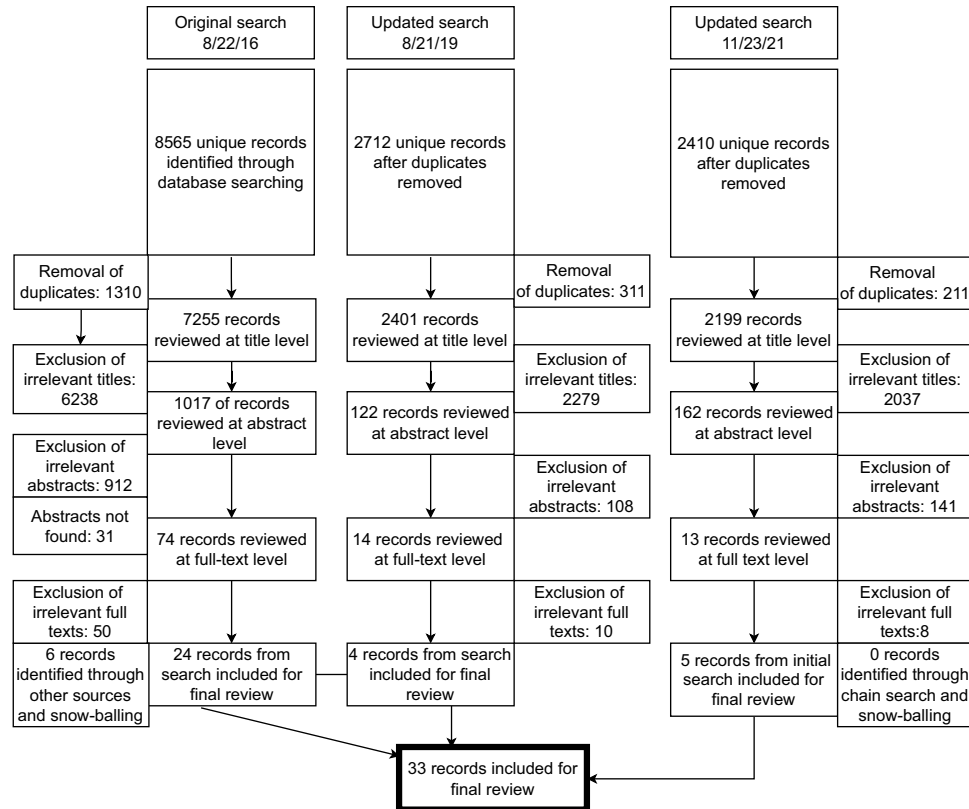 Original search
8/22/16
Updated search
8/21/19
Updated search
11/23/21
8565 unique records
identified through
database searching
2712 unique records
after duplicates
removed
2410 unique records
after duplicates
removed
Removal of
duplicates: 1310
Removal
of duplicates: 311
Removal
of duplicates: 211
7255 records
reviewed at title level
2401 records
reviewed at title level
2199 records
reviewed at title level
Exclusion of
irrelevant titles:
6238
Exclusion of
irrelevant titles:
2279
Exclusion of
irrelevant titles:
2037
1017 of records
reviewed at abstract
level
122 records reviewed
at abstract level
162 records reviewed
at abstract level
Exclusion of
irrelevant
abstracts: 912
Exclusion of
irrelevant
abstracts: 108
Exclusion of
irrelevant
abstracts: 141
Abstracts not
found: 31
74 records reviewed
at full-text level
14 records reviewed
at full-text level
13 records reviewed
at full text level
Exclusion of
irrelevant full
texts: 50
Exclusion of
irrelevant full
texts: 10
Exclusion of
irrelevant full
texts:8
6 records
identified through
other sources
and snow-balling
24 records from
search included for
final review
4 records from search
included for final
review
5 records from initial
search included for
final review
0 records
identified through
chain search and
snow-balling
33 records included for
final review